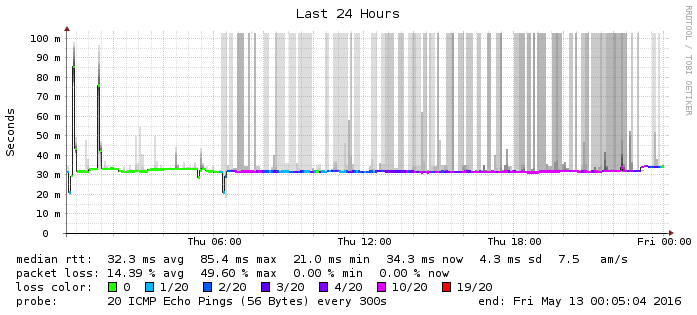 Last 24 Hours
RRDTOOL / TOBI OETIKER
Seconds
100 m
90 m
80 m
70 m
60 m
50 m
40 m
30 m
20 m
10 m
0
Thu 06:00 Thu 12:00 Thu 18:00 Fri 00:00
median rtt: 32.3 ms avg 85.4 ms max 21.0 ms min 34.3 ms now 4.3 ms sd 7.5 am/s
packet loss: 14.39 % avg 49.60 % max 0.00 % min 0.00 % now
loss color: 0 1/20 2/20 3/20 4/20 10/20 19/20
probe: 20 ICMP Echo Pings (56 Bytes) every 300s end: Fri May 13 00:05:04 2016